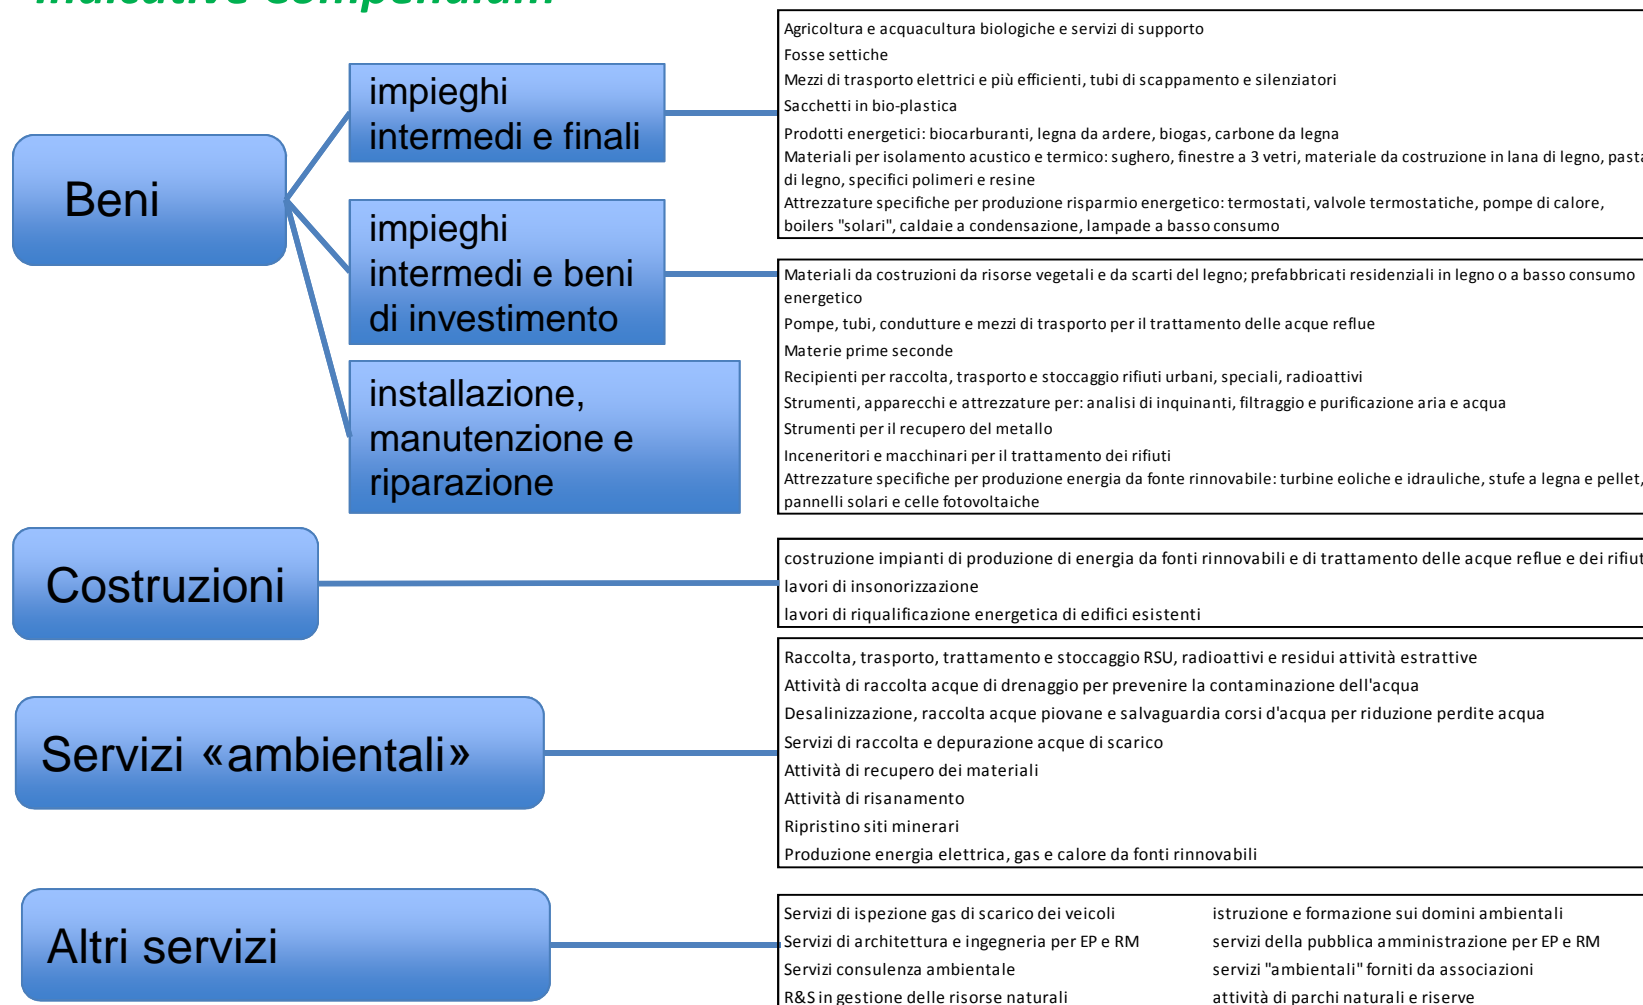 Indicative Compendium
Beni
impieghi
intermedi e finali
Agricoltura e acquacultura biologiche e servizi di supporto
Fosse settiche
Mezzi di trasporto elettrici e più efficienti, tubi di scappamento e silenziatori
Sacchetti in bio-plastica
Prodotti energetici: biocarburanti, legna da ardere, biogas, carbone da legna
Materiali per isolamento acustico e termico: sughero, finestre a 3 vetri, materiale da costruzione in lana di legno, pasta
di legno, specifici polimeri e resine
Attrezzature specifiche per produzione risparmio energetico: termostati, valvole termostatiche, pompe di calore,
boilers "solari", caldaie a condensazione, lampade a basso consumo
impieghi
intermedi e beni
di investimento
Materiali da costruzioni da risorse vegetali e da scarti del legno; prefabbricati residenziali in legno o a basso consumo
energetico
Pompe, tubi, condutture e mezzi di trasporto per il trattamento delle acque reflue
Materie prime seconde
Recipienti per raccolta, trasporto e stoccaggio rifiuti urbani, speciali, radioattivi
Strumenti, apparecchi e attrezzature per: analisi di inquinanti, filtraggio e purificazione aria e acqua
Strumenti per il recupero del metallo
Inceneritori e macchinari per il trattamento dei rifiuti
Attrezzature specifiche per produzione energia da fonte rinnovabile: turbine eoliche e idrauliche, stufe a legna e pellet,
pannelli solari e celle fotovoltaiche
installazione,
manutenzione e
riparazione
Costruzioni
costruzione impianti di produzione di energia da fonti rinnovabili e di trattamento delle acque reflue e dei rifiut
lavori di insonorizzazione
lavori di riqualificazione energetica di edifici esistenti
Servizi «ambientali»
Raccolta, trasporto, trattamento e stoccaggio RSU, radioattivi e residui attività estrattive
Attività di raccolta acque di drenaggio per prevenire la contaminazione dell'acqua
Desalinizzazione, raccolta acque piovane e salvaguardia corsi d'acqua per riduzione perdite acqua
Servizi di raccolta e depurazione acque di scarico
Attività di recupero dei materiali
Attività di risanamento
Ripristino siti minerari
Produzione energia elettrica, gas e calore da fonti rinnovabili
Altri servizi
Servizi di ispezione gas di scarico dei veicoli
Servizi di architettura e ingegneria per EP e RM
Servizi consulenza ambientale
R&S in gestione delle risorse naturali
istruzione e formazione sui domini ambientali
servizi della pubblica amministrazione per EP e RM
servizi "ambientali" forniti da associazioni
attività di parchi naturali e riserve